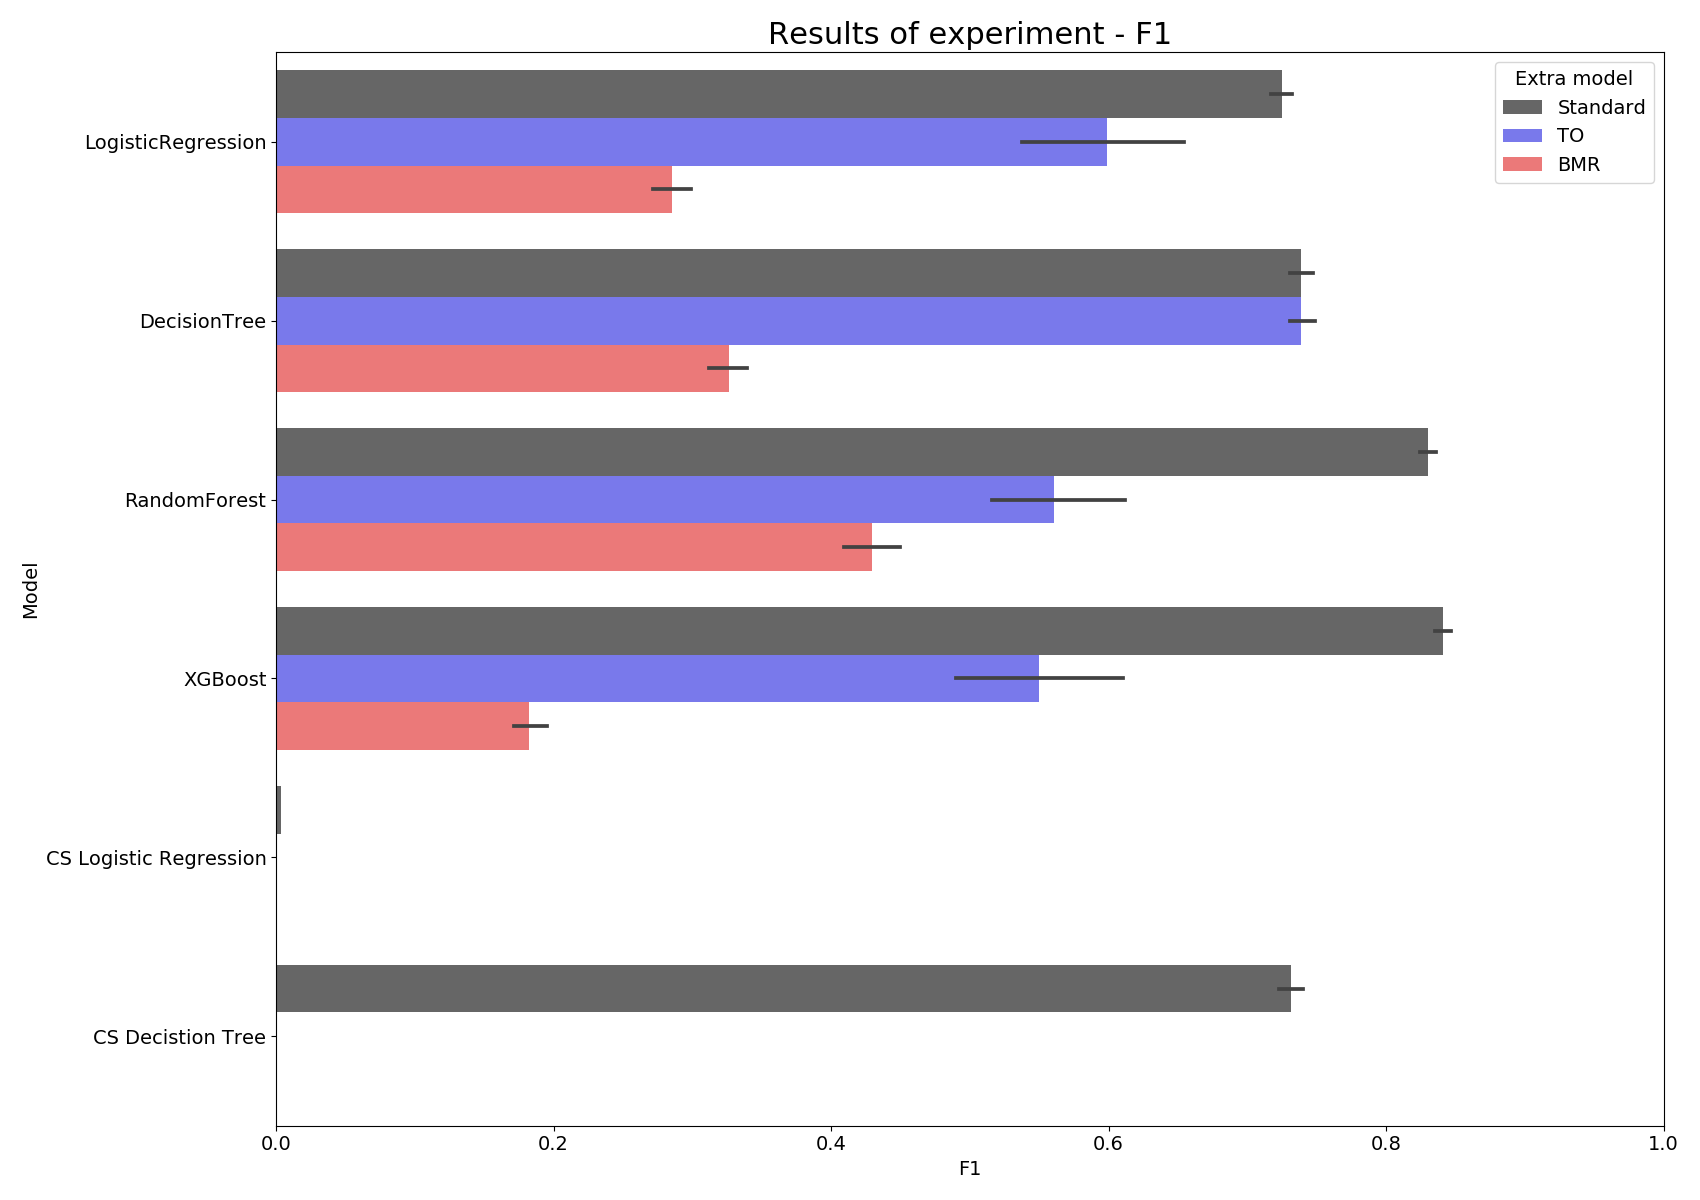 Results of experiment - F1
Extra model
Standard
TO
BMR
LogisticRegression
DecisionTree
RandomForest
XGBoost
CS Logistic Regression
CS Decistion Tree
Model
0.0 0.2 0.4 0.6 0.8 1.0
F1